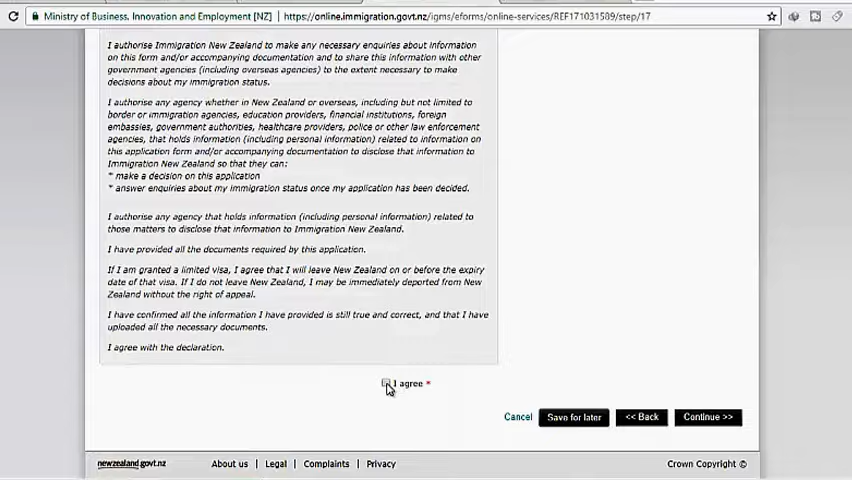 Ministry of Business, Innovation and Employment [NZ] https://online.immigration.govt.nz/igms/eforms/online-services/REF171031589/step/17
I authorise Immigration New Zealand to make any necessary enquiries about information
on this form and/or accompanying documentation and to share this information with other
government agencies (including overseas agencies) to the extent necessary to make
decisions about my immigration status.
I authorise any agency whether in New Zealand or overseas, including but not limited to
border or immigration agencies, education providers, financial institutions, foreign
embassies, government authorities, healthcare providers, police or other law enforcement
agencies, that holds information (including personal information) related to information on
this application form and/or accompanying documentation to disclose that information to
Immigration New Zealand so that they can:
* make a decision on this application
* answer enquiries about my immigration status once my application has been decided.
I authorise any agency that holds information (including personal information) related to
those matters to disclose that information to Immigration New Zealand.
I have provided all the documents required by this application.
If I am granted a limited visa, I agree that I will leave New Zealand on or before the expiry
date of that visa. If I do not leave New Zealand, I may be immediately deported from New
Zealand without the right of appeal.
I have confirmed all the information I have provided is still true and correct, and that I have
uploaded all the necessary documents.
I agree with the declaration.
I agree *
Cancel Save for later << Back Continue >>
newzealand.govt.nz About us | Legal | Complaints | Privacy Crown Copyright ©